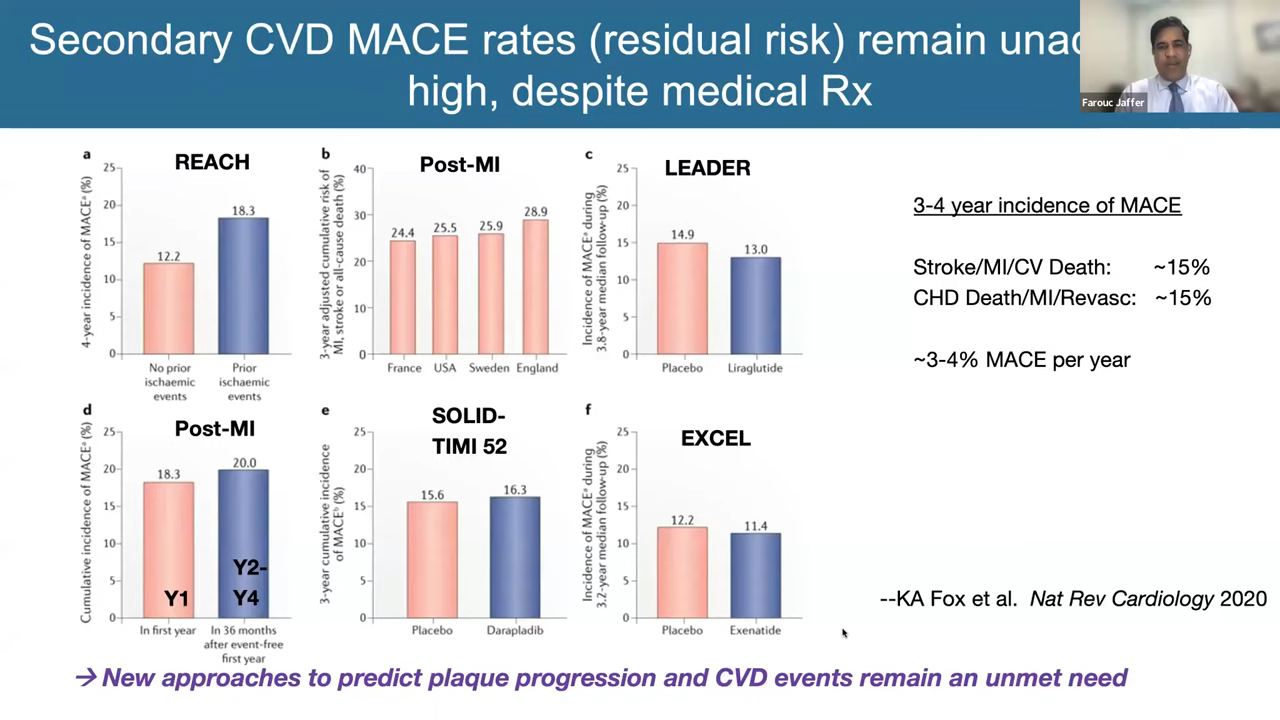 Secondary CVD MACE rates (residual risk) remain
high, despite medical Rx
Farouc Jaffer
a
REACH
4-year incidence of MACEᵃ (%)
25
20
15
10
5
0
12.2
18.3
No prior
ischaemic
events
Prior
ischaemic
events
b
Post-MI
3-year adjusted cumulative risk of
MI, stroke or all-cause death (%)
40
30
20
10
0
24.4
25.5
25.9
28.9
France
USA
Sweden
England
c
LEADER
Incidence of MACEᵃ during
3.8-year median follow-up (%)
25
20
15
10
5
0
14.9
13.0
Placebo
Liraglutide
3-4 year incidence of MACE
Stroke/MI/CV Death: ~15%
CHD Death/MI/Revasc: ~15%
~3-4% MACE per year
d
Post-MI
Cumulative incidence of MACEᵃ (%)
25
20
15
10
5
0
18.3
20.0
Y1
Y2-
Y4
In first year
In 36 months
after event-free
first year
e
SOLID-
TIMI 52
3-year cumulative incidence
of MACEᵇ (%)
25
20
15
10
5
0
15.6
16.3
Placebo
Darapladib
f
EXCEL
Incidence of MACEᵃ during
3.2-year median follow-up (%)
25
20
15
10
5
0
12.2
11.4
Placebo
Exenatide
--KA Fox et al. Nat Rev Cardiology 2020
→ New approaches to predict plaque progression and CVD events remain an unmet need